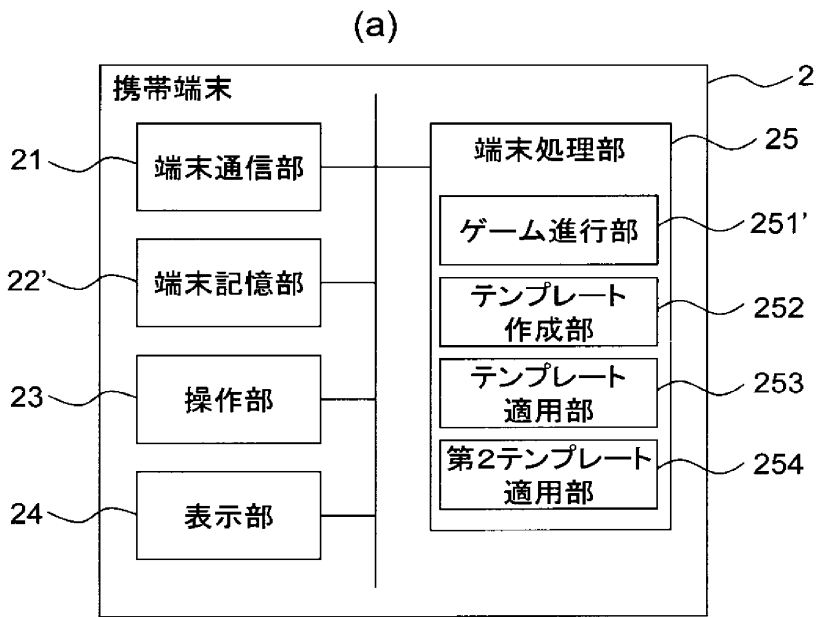 (a)
携帯端末
2
21
端末通信部
22’
端末記憶部
23
操作部
24
表示部
端末処理部
25
ゲーム進行部
251’
テンプレート
作成部
252
テンプレート
適用部
253
第2テンプレート
適用部
254